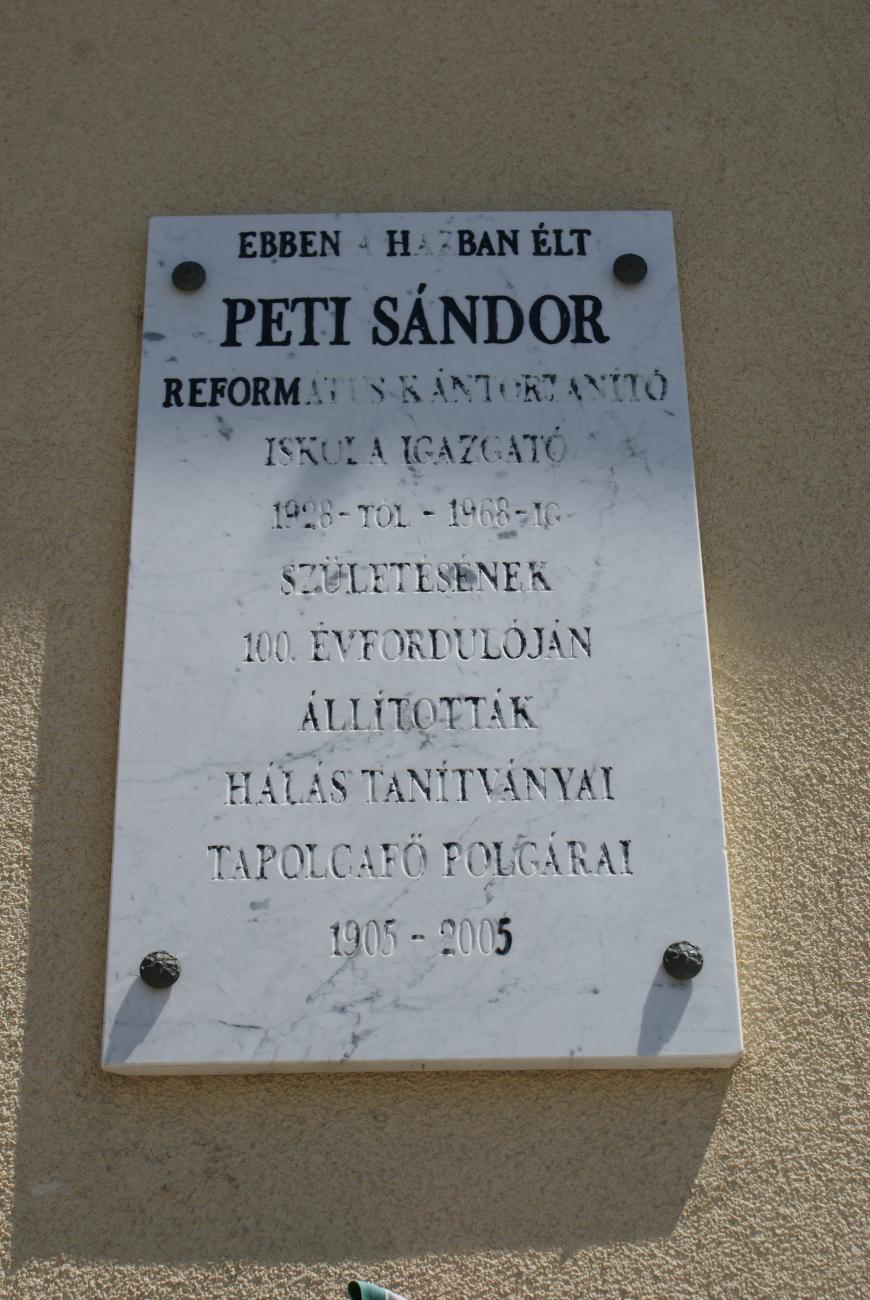 EBBEN A HÁZBAN ÉLT
PETI SÁNDOR
REFORMÁTUS KÁNTORTANÍTÓ
ISKOLA IGAZGATÓ
1928-TÓL - 1968-IG
SZÜLETÉSÉNEK
100. ÉVFORDULÓJÁN
ÁLLÍTOTTÁK
HÁLÁS TANÍTVÁNYAI
TAPOLCAFŐ POLGÁRAI
1905 - 2005